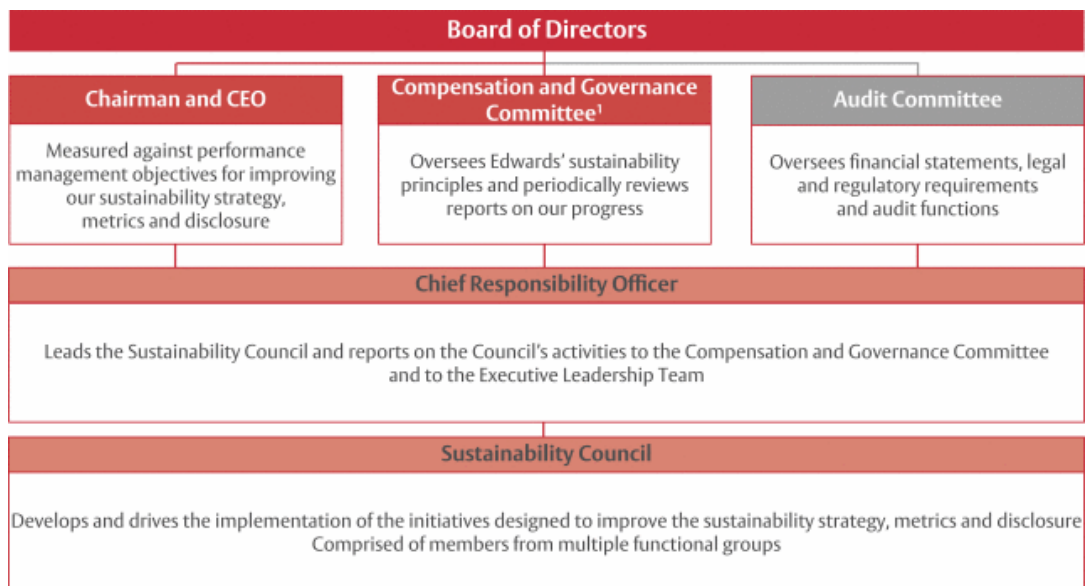 Board of Directors
Chairman and CEO
Measured against performance
management objectives for improving
our sustainability strategy,
metrics and disclosure
Compensation and Governance
Committee¹
Oversees Edwards’ sustainability
principles and periodically reviews
reports on our progress
Audit Committee
Oversees financial statements, legal
and regulatory requirements
and audit functions
Chief Responsibility Officer
Leads the Sustainability Council and reports on the Council’s activities to the Compensation and Governance Committee
and to the Executive Leadership Team
Sustainability Council
Develops and drives the implementation of the initiatives designed to improve the sustainability strategy, metrics and disclosure
Comprised of members from multiple functional groups